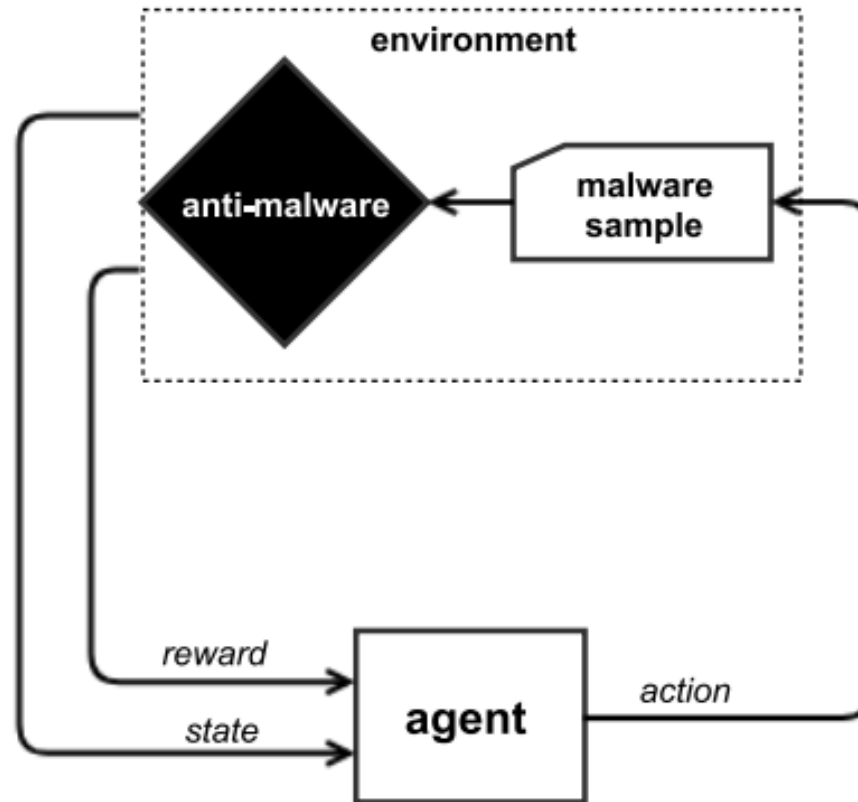 environment
anti-malware
malware
sample
reward
state
agent
action